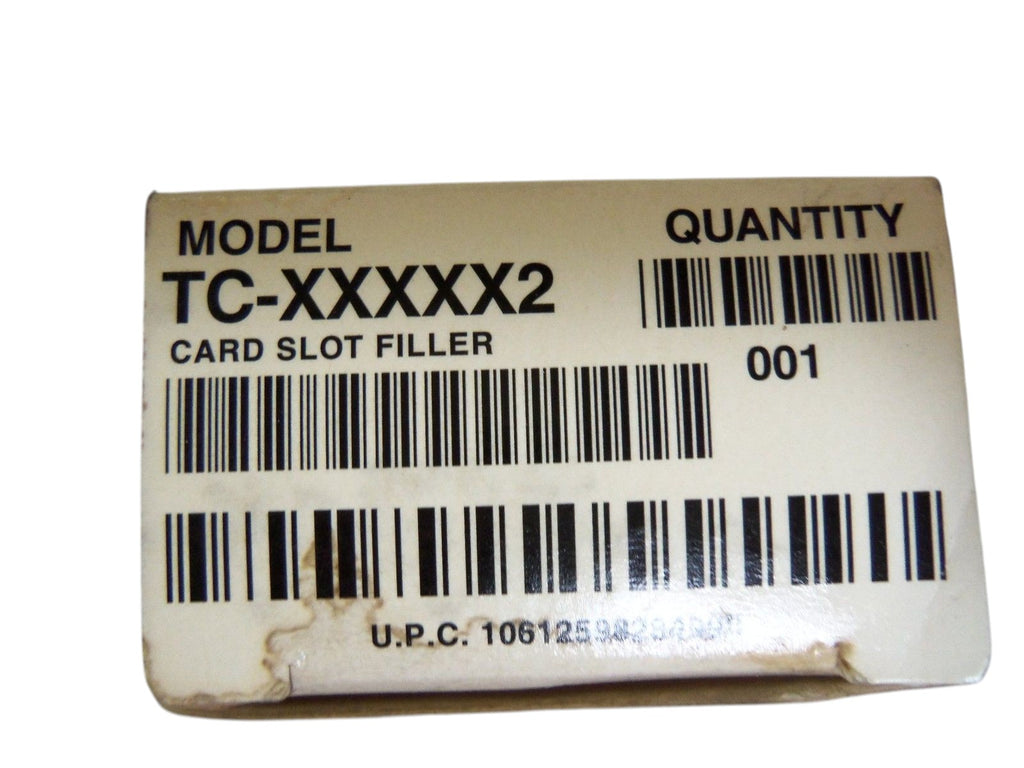 MODEL
TC-XXXXX2
CARD SLOT FILLER
QUANTITY
001
U.P.C.